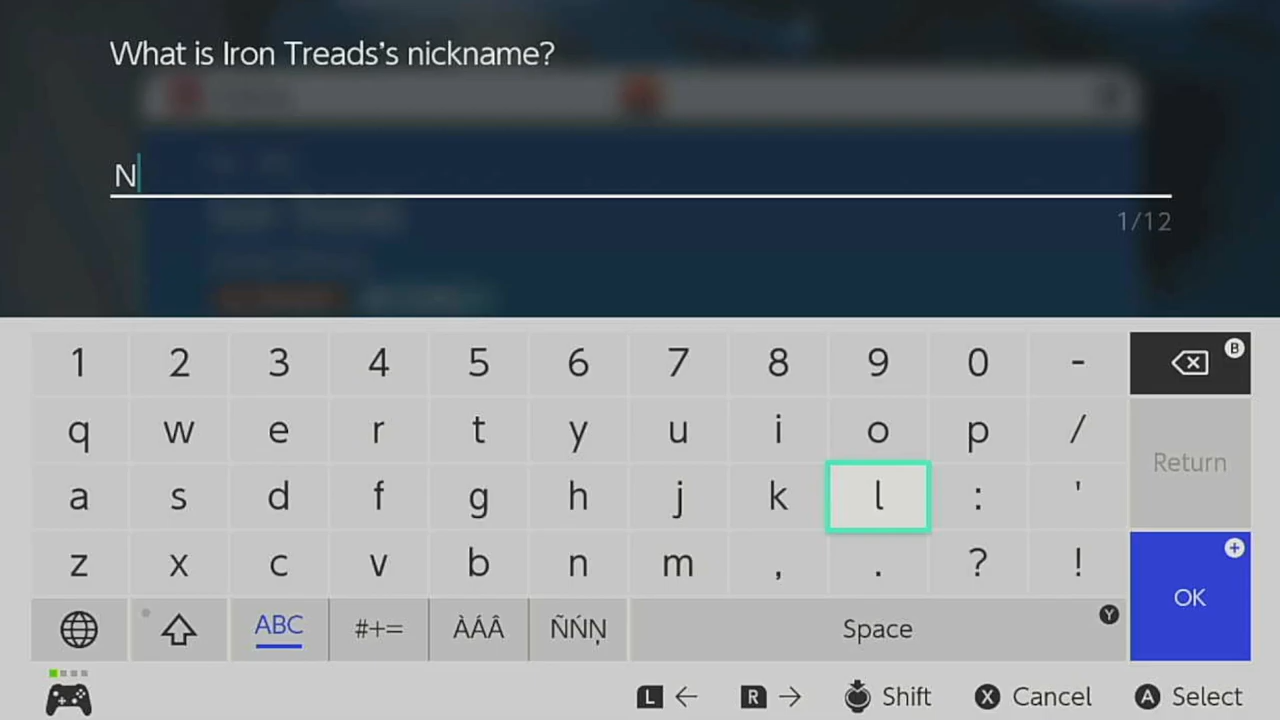 What is Iron Treads's nickname?
N
1/12
1 2 3 4 5 6 7 8 9 0 - B
q w e r t y u i o p / Return
a s d f g h j k l : '
z x c v b n m , . ? ! OK
ABC #+= ÀÁÂ ÑŃŅ Space Y
L ← R → Shift X Cancel A Select